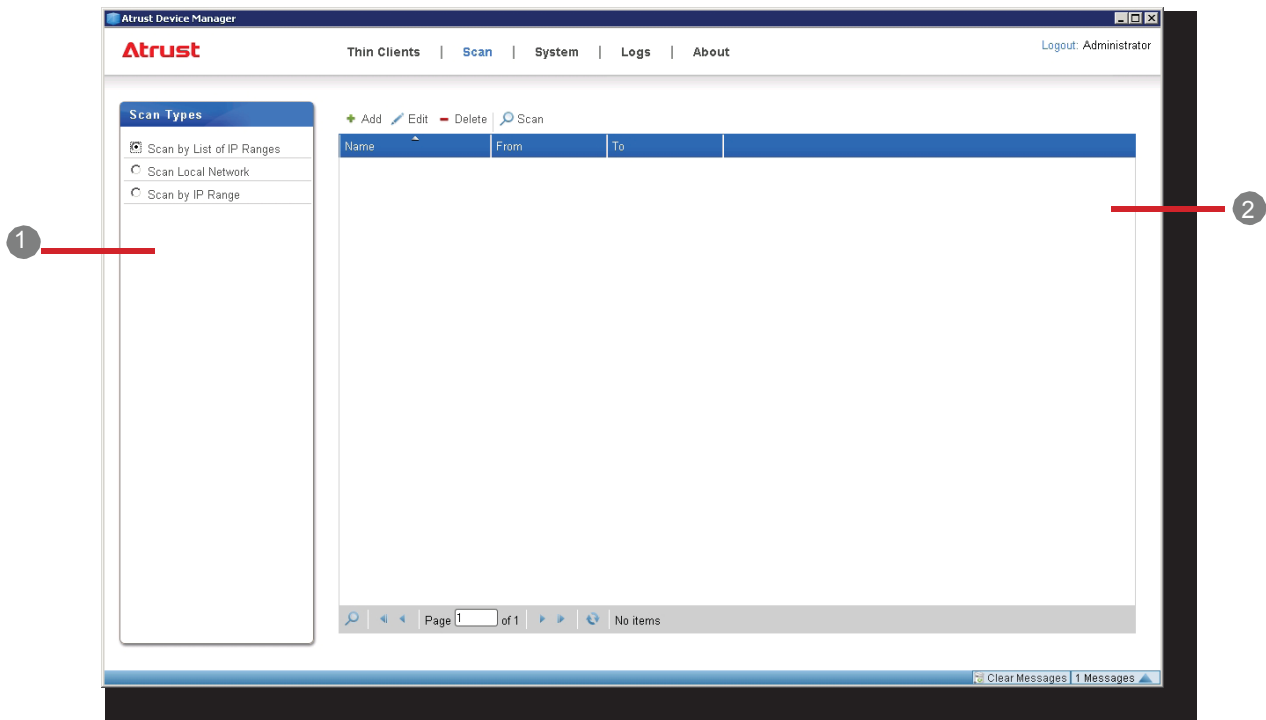 Atrust Device Manager
Atrust
Thin Clients | Scan | System | Logs | About
Logout: Administrator
Scan Types
Scan by List of IP Ranges
Scan Local Network
Scan by IP Range
Add Edit Delete Scan
Name From To
1
2
Page 1 of 1 No items
Clear Messages 1 Messages